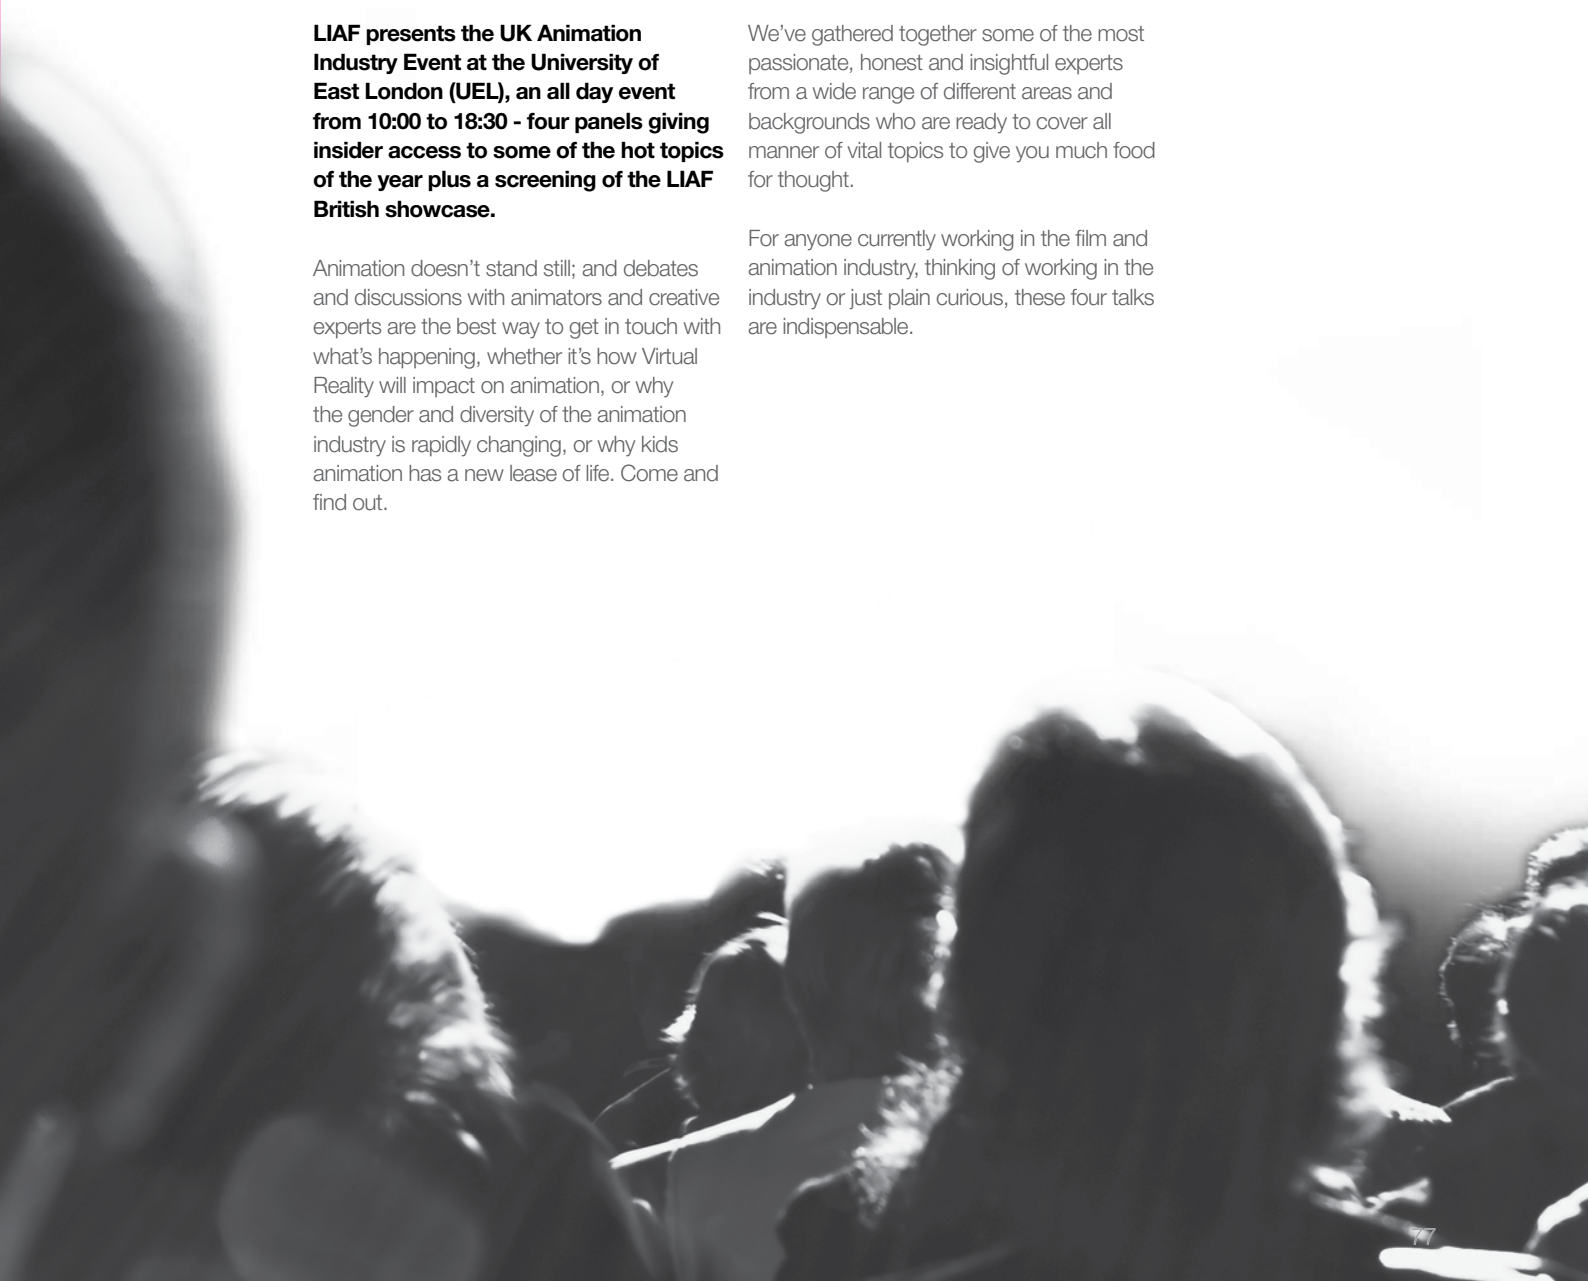 LIAF presents the UK Animation
Industry Event at the University of
East London (UEL), an all day event
from 10:00 to 18:30 - four panels giving
insider access to some of the hot topics
of the year plus a screening of the LIAF
British showcase.
Animation doesn’t stand still; and debates
and discussions with animators and creative
experts are the best way to get in touch with
what’s happening, whether it’s how Virtual
Reality will impact on animation, or why
the gender and diversity of the animation
industry is rapidly changing, or why kids
animation has a new lease of life. Come and
find out.
We’ve gathered together some of the most
passionate, honest and insightful experts
from a wide range of different areas and
backgrounds who are ready to cover all
manner of vital topics to give you much food
for thought.
For anyone currently working in the film and
animation industry, thinking of working in the
industry or just plain curious, these four talks
are indispensable.
77